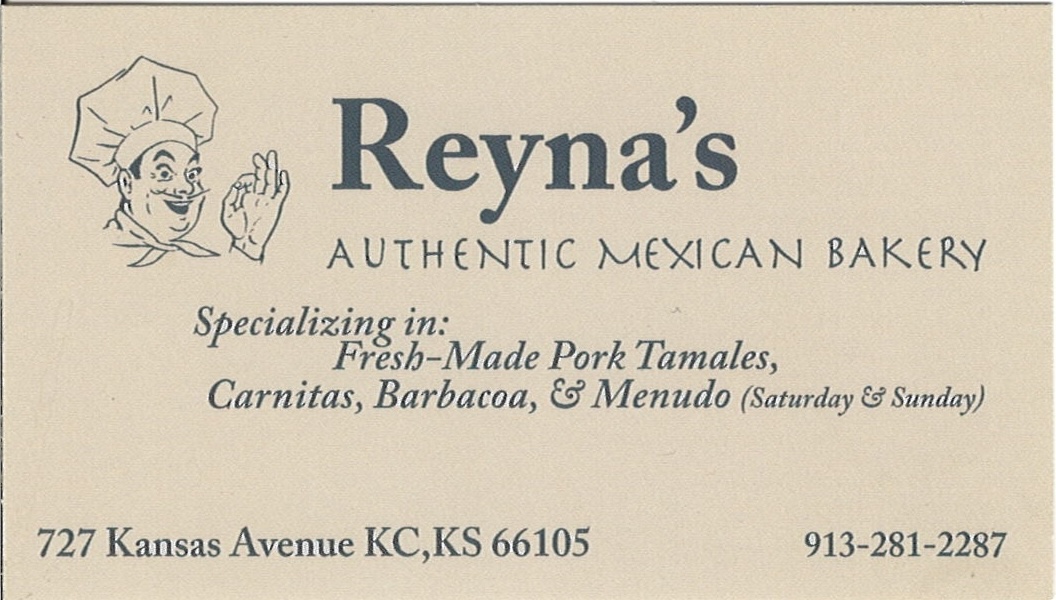 Reyna's
AUTHENTIC MEXICAN BAKERY
Specializing in:
Fresh-Made Pork Tamales,
Carnitas, Barbacoa, & Menudo (Saturday & Sunday)
727 Kansas Avenue KC,KS 66105
913-281-2287